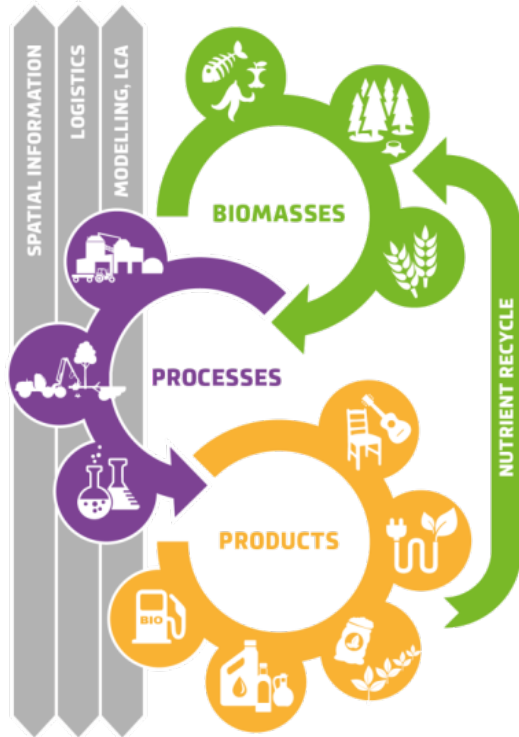 SPATIAL INFORMATION
LOGISTICS
MODELLING, LCA
BIOMASSES
PROCESSES
PRODUCTS
NUTRIENT RECYCLE
BIO